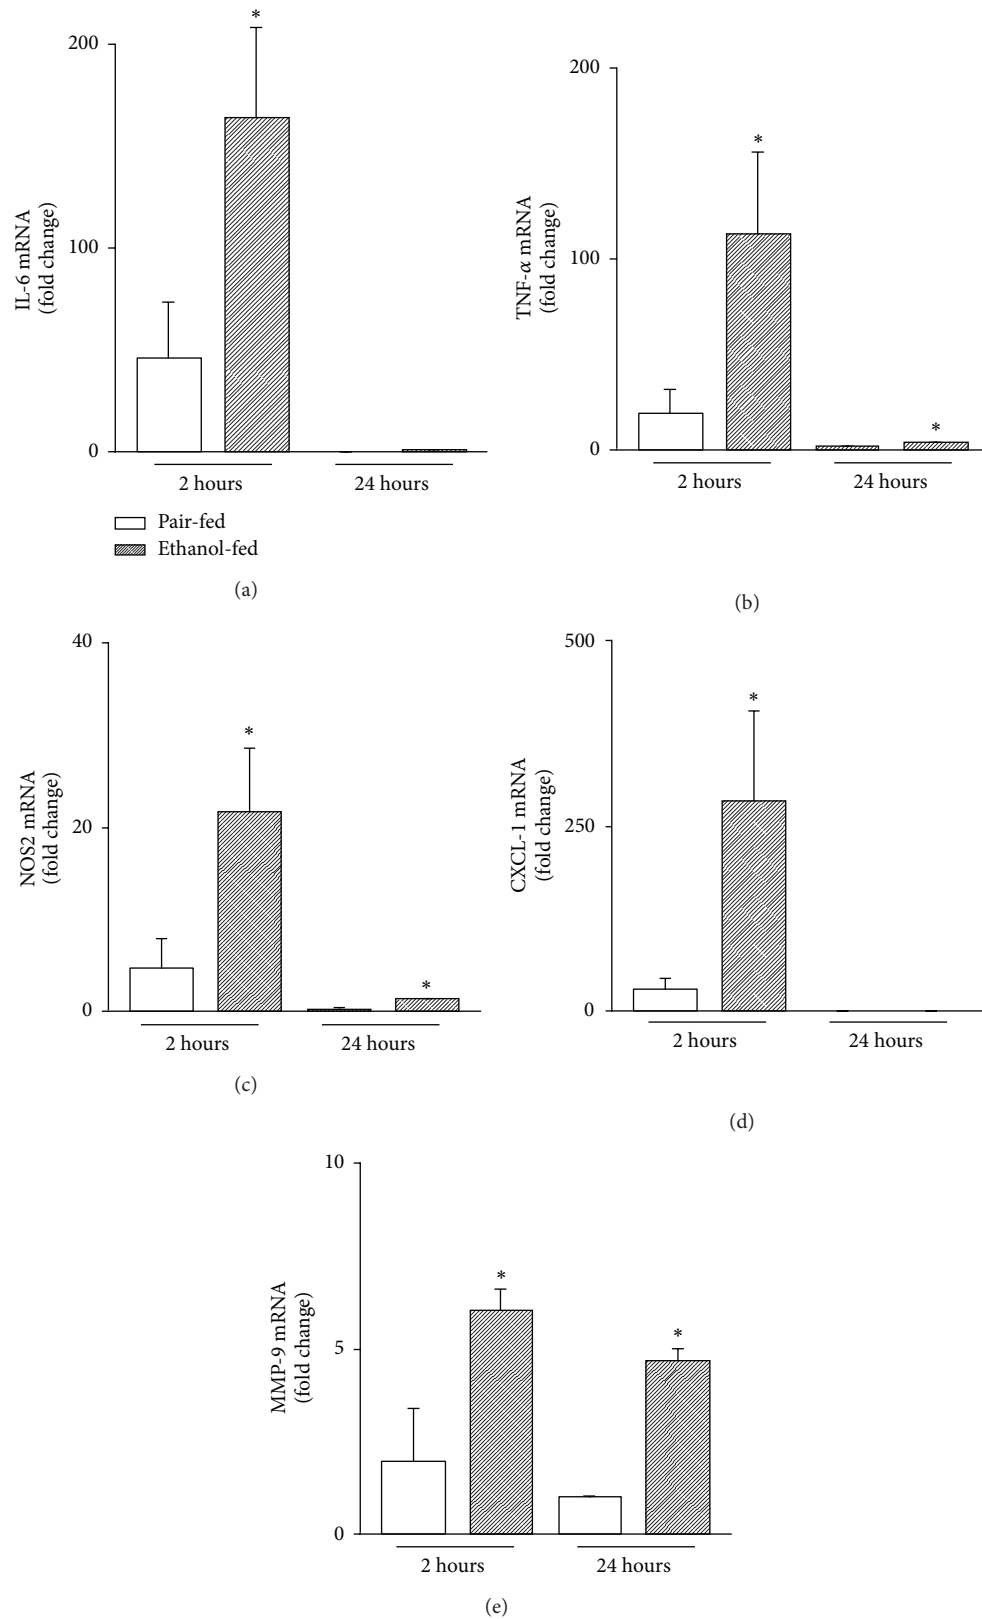 *
200
100
0
IL-6 mRNA
(fold change)
2 hours
24 hours
Pair-fed
Ethanol-fed
(a)
200
100
0
TNF-α mRNA
(fold change)
*
*
2 hours
24 hours
(b)
40
20
0
NOS2 mRNA
(fold change)
*
*
2 hours
24 hours
(c)
500
250
0
CXCL-1 mRNA
(fold change)
*
2 hours
24 hours
(d)
10
5
0
MMP-9 mRNA
(fold change)
*
*
2 hours
24 hours
(e)